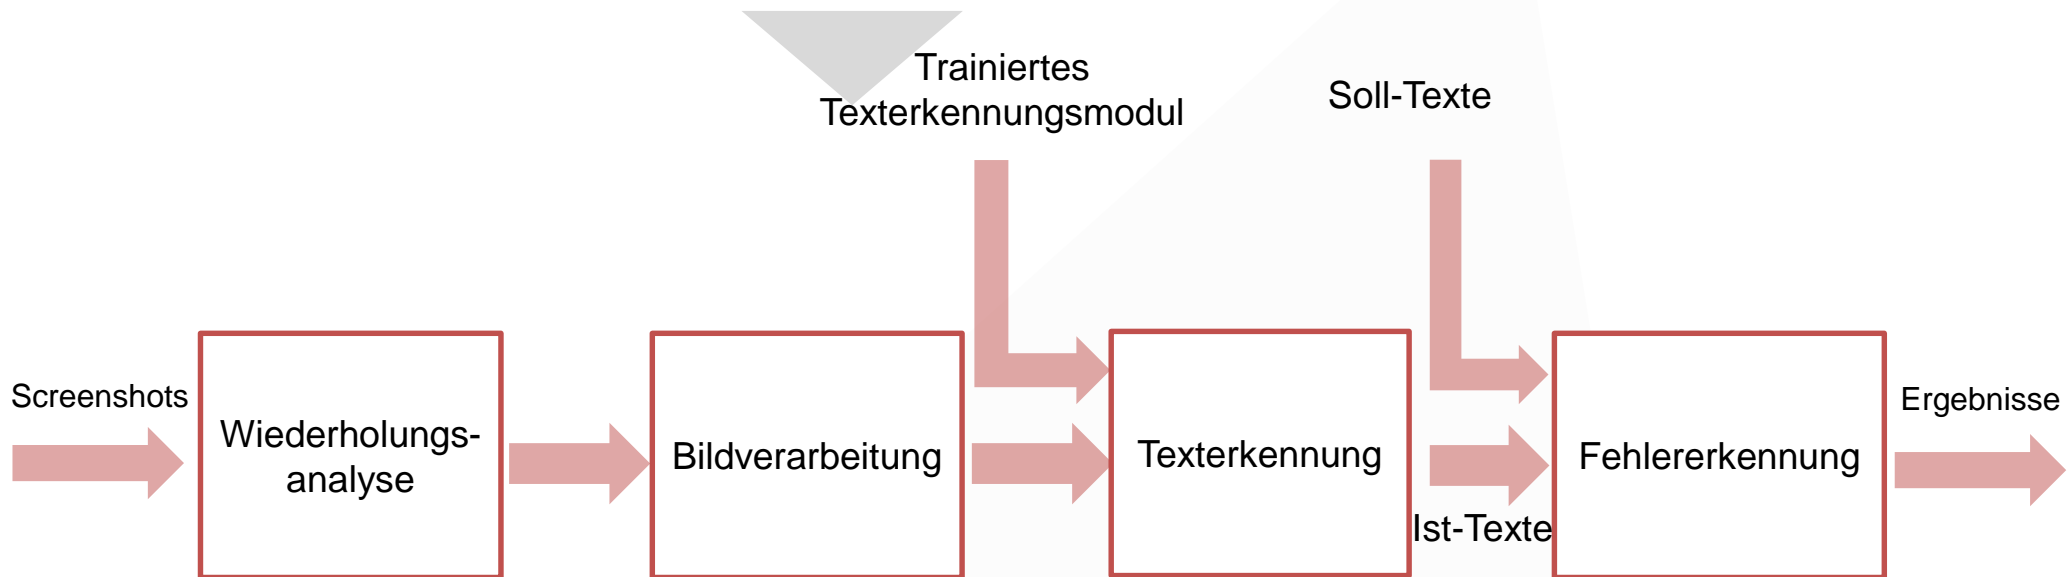 Trainiertes
Texterkennungsmodul
Soll-Texte
Screenshots
Wiederholungs-
analyse
Bildverarbeitung
Texterkennung
Ist-Texte
Fehlererkennung
Ergebnisse